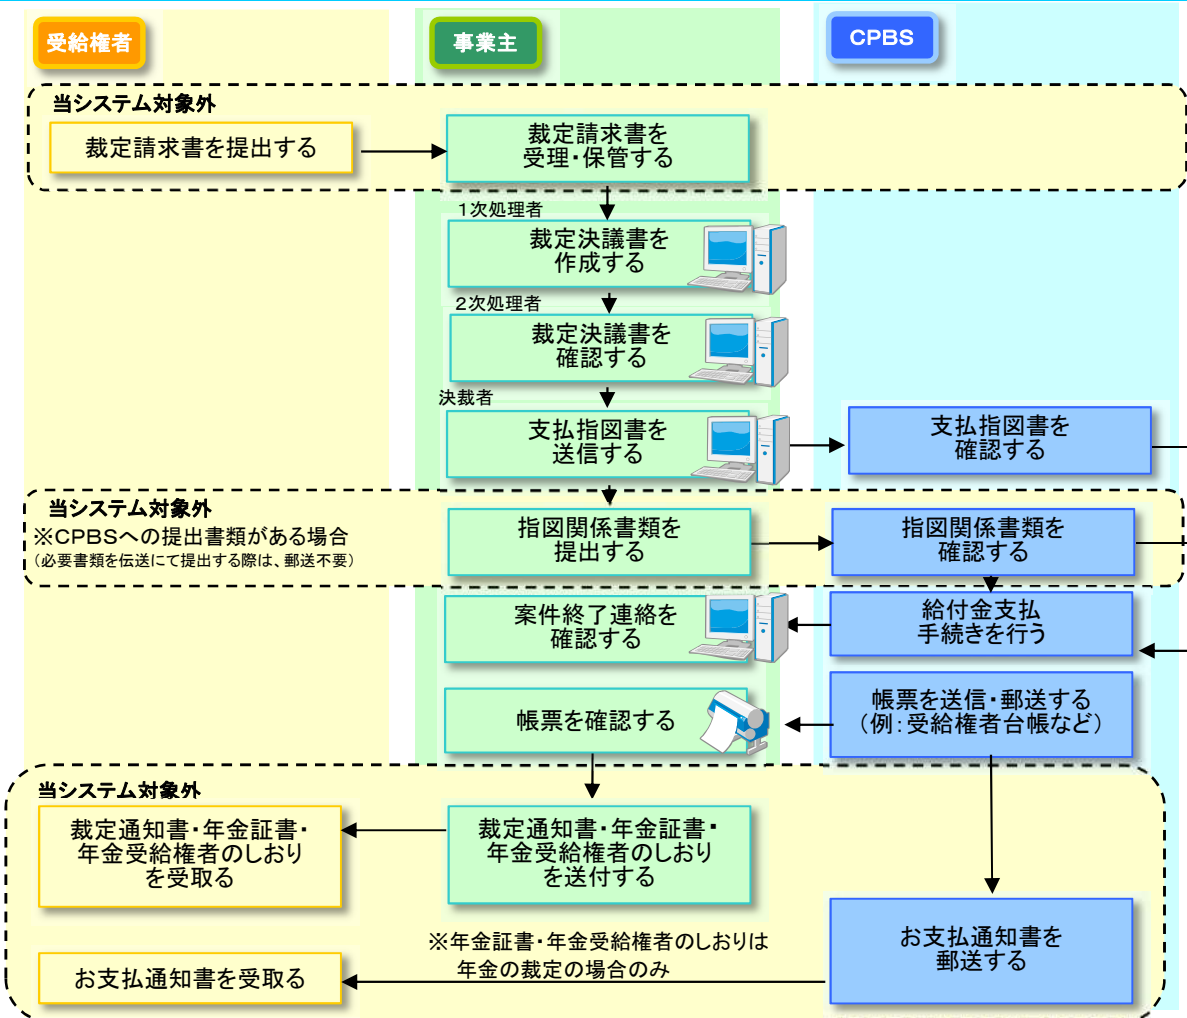 受給権者
事業主
CPBS
当システム対象外
裁定請求書を提出する
裁定請求書を
受理・保管する
1次処理者
裁定決議書を
作成する
2次処理者
裁定決議書を
確認する
決裁者
支払指図書を
送信する
支払指図書を
確認する
当システム対象外
※CPBSへの提出書類がある場合
(必要書類を伝送にて提出する際は、郵送不要)
指図関係書類を
提出する
指図関係書類を
確認する
案件終了連絡を
確認する
給付金支払
手続きを行う
帳票を確認する
帳票を送信・郵送する
(例:受給権者台帳など)
当システム対象外
裁定通知書・年金証書・
年金受給権者のしおり
を受取る
裁定通知書・年金証書・
年金受給権者のしおり
を送付する
※年金証書・年金受給権者のしおりは
年金の裁定の場合のみ
お支払通知書を
郵送する
お支払通知書を受取る